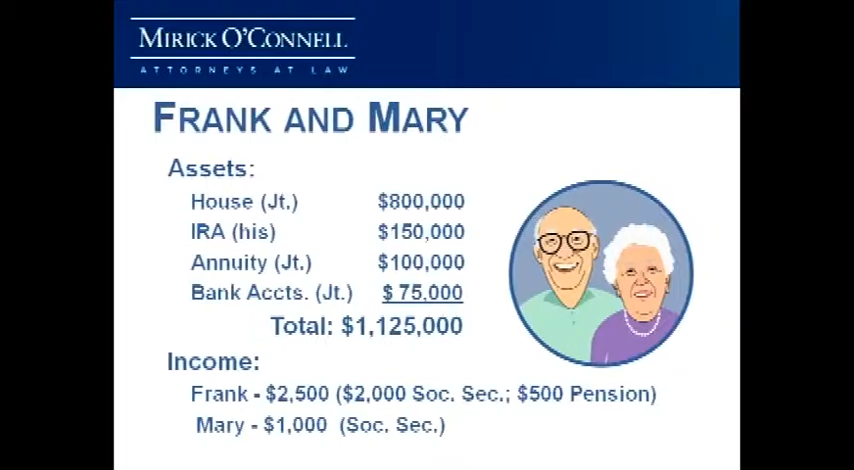 MIRICK O'CONNELL
ATTORNEYS AT LAW
FRANK AND MARY
Assets:
House (Jt.) $800,000
IRA (his) $150,000
Annuity (Jt.) $100,000
Bank Accts. (Jt.) $ 75,000
Total: $1,125,000
Income:
Frank - $2,500 ($2,000 Soc. Sec.; $500 Pension)
Mary - $1,000 (Soc. Sec.)